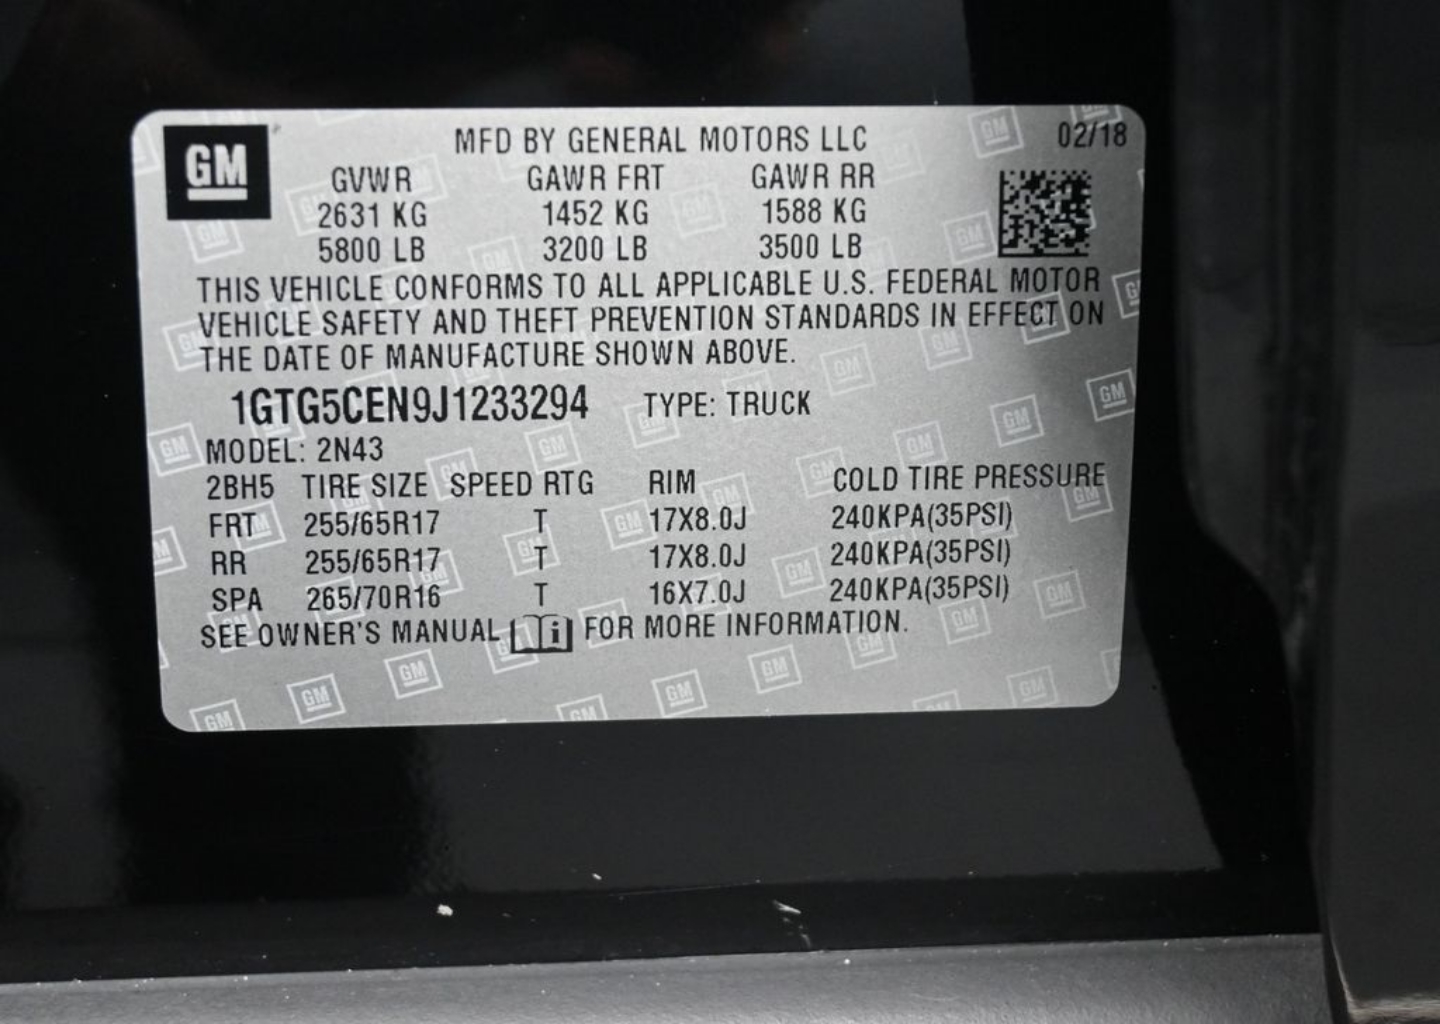 GM MFD BY GENERAL MOTORS LLC 02/18
GVWR GAWR FRT GAWR RR
2631 KG 1452 KG 1588 KG
5800 LB 3200 LB 3500 LB
THIS VEHICLE CONFORMS TO ALL APPLICABLE U.S. FEDERAL MOTOR
VEHICLE SAFETY AND THEFT PREVENTION STANDARDS IN EFFECT ON
THE DATE OF MANUFACTURE SHOWN ABOVE.
1GTG5CEN9J1233294 TYPE: TRUCK
MODEL: 2N43
2BH5 TIRE SIZE SPEED RTG RIM COLD TIRE PRESSURE
FRT 255/65R17 T 17X8.0J 240KPA(35PSI)
RR 255/65R17 T 17X8.0J 240KPA(35PSI)
SPA 265/70R16 T 16X7.0J 240KPA(35PSI)
SEE OWNER'S MANUAL i FOR MORE INFORMATION.